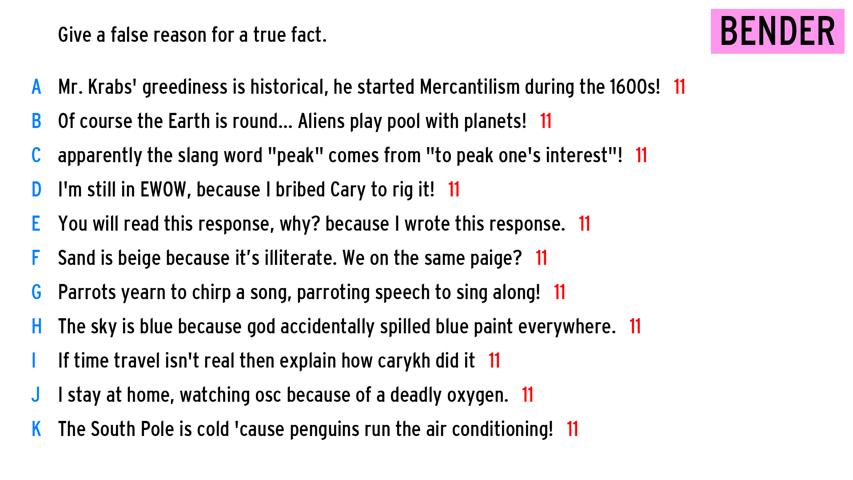 Give a false reason for a true fact.
BENDER
A Mr. Krabs' greediness is historical, he started Mercantilism during the 1600s! 11
B Of course the Earth is round... Aliens play pool with planets! 11
C apparently the slang word "peak" comes from "to peak one's interest"! 11
D I'm still in EWOW, because I bribed Cary to rig it! 11
E You will read this response, why? because I wrote this response. 11
F Sand is beige because it’s illiterate. We on the same paige? 11
G Parrots yearn to chirp a song, parroting speech to sing along! 11
H The sky is blue because god accidentally spilled blue paint everywhere. 11
I If time travel isn't real then explain how carykh did it 11
J I stay at home, watching osc because of a deadly oxygen. 11
K The South Pole is cold 'cause penguins run the air conditioning! 11